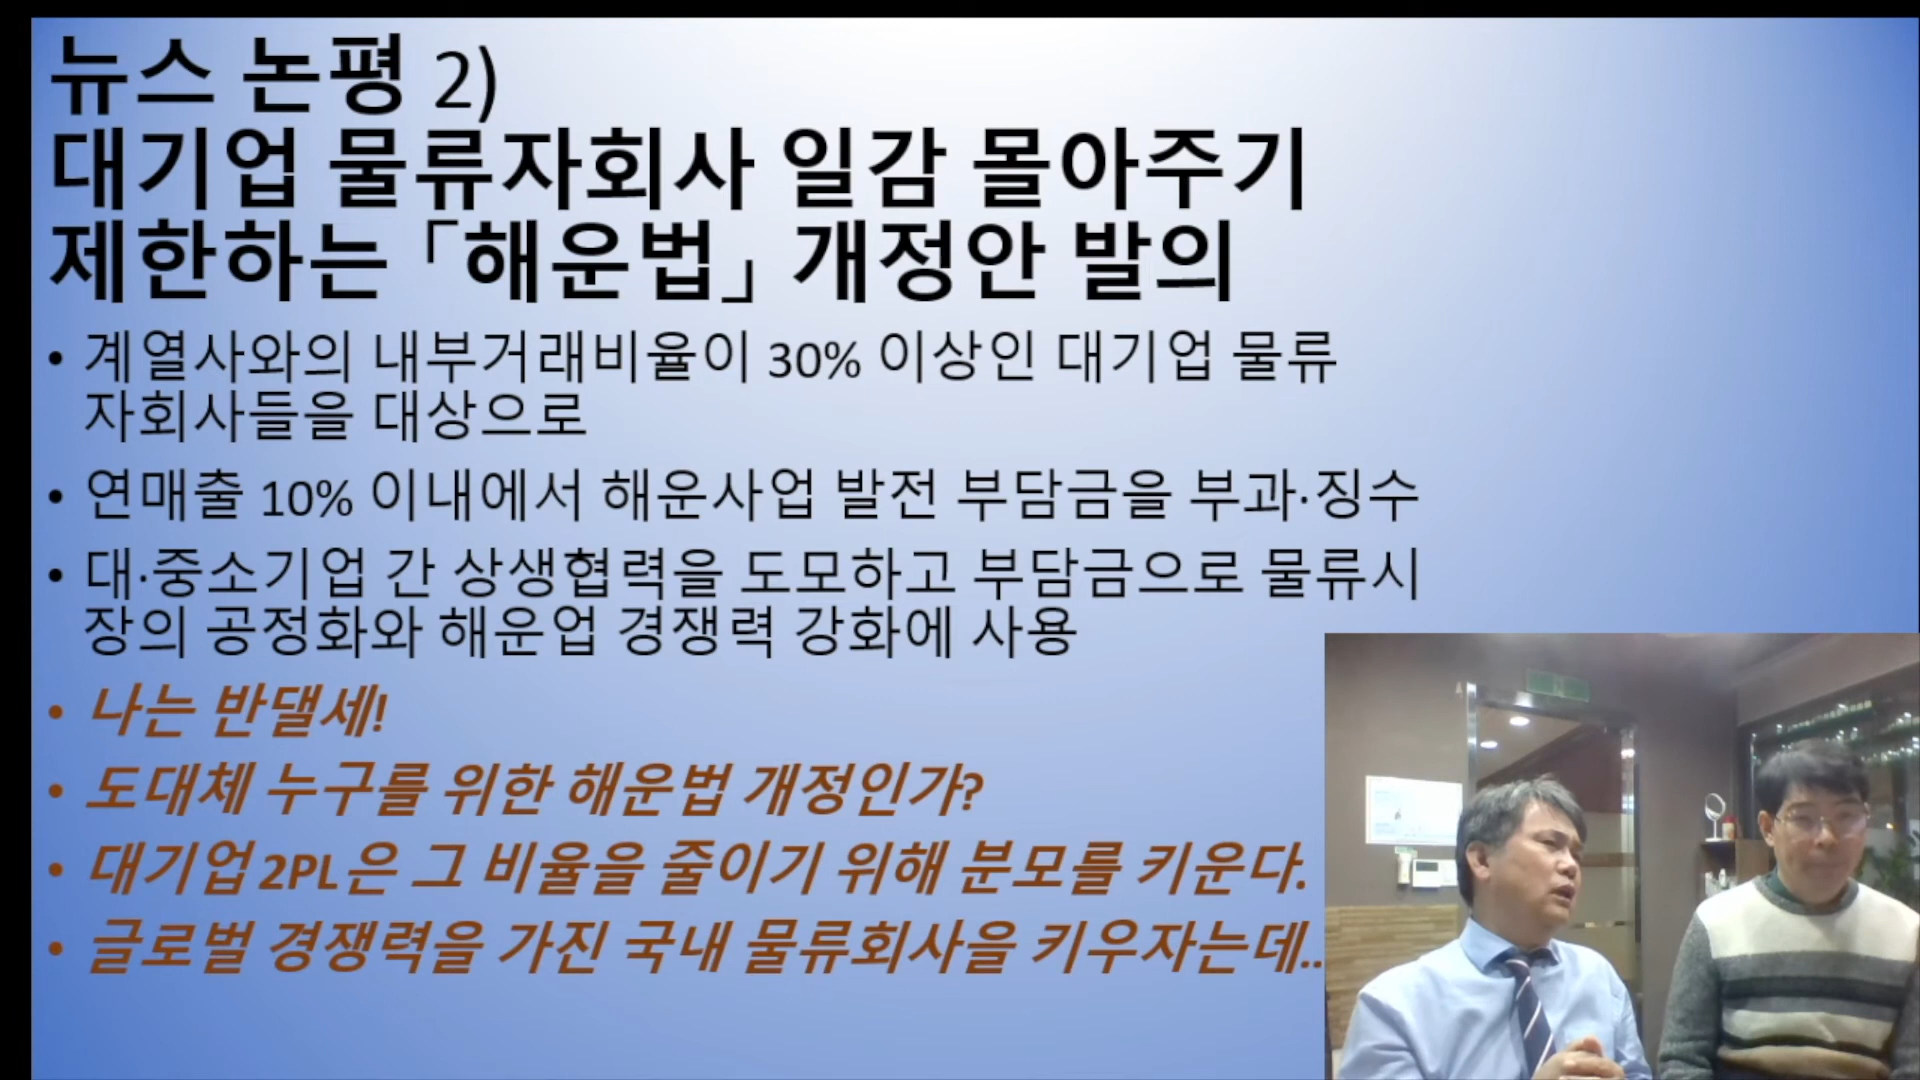 뉴스 논평 2)
대기업 물류자회사 일감 몰아주기
제한하는 「해운법」 개정안 발의
• 계열사와의 내부거래비율이 30% 이상인 대기업 물류
자회사들을 대상으로
• 연매출 10% 이내에서 해운사업 발전 부담금을 부과·징수
• 대·중소기업 간 상생협력을 도모하고 부담금으로 물류시
장의 공정화와 해운업 경쟁력 강화에 사용
• 나는 반댈세!
• 도대체 누구를 위한 해운법 개정인가?
• 대기업 2PL은 그 비율을 줄이기 위해 분모를 키운다.
• 글로벌 경쟁력을 가진 국내 물류회사을 키우자는데..